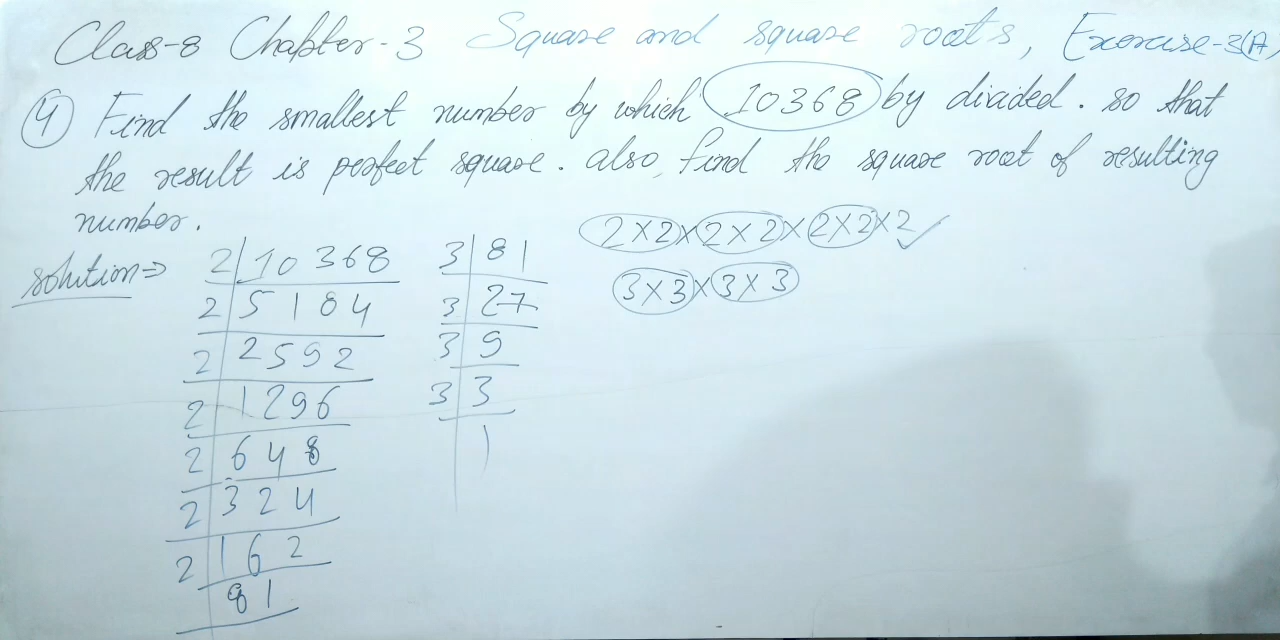 Class-8 Chapter-3 Square and square roots, Exercise-3(A)
(4) Find the smallest number by which 10368 by divided. so that
the result is perfect square. also, find the square root of resulting
number.
solution⇒
2 | 10368
2 | 5184
2 | 2592
2 | 1296
2 | 648
2 | 324
2 | 162
81
3 | 81
3 | 27
3 | 9
3 | 3
1
2×2×2×2×2×2×2 ✓
3×3×3×3